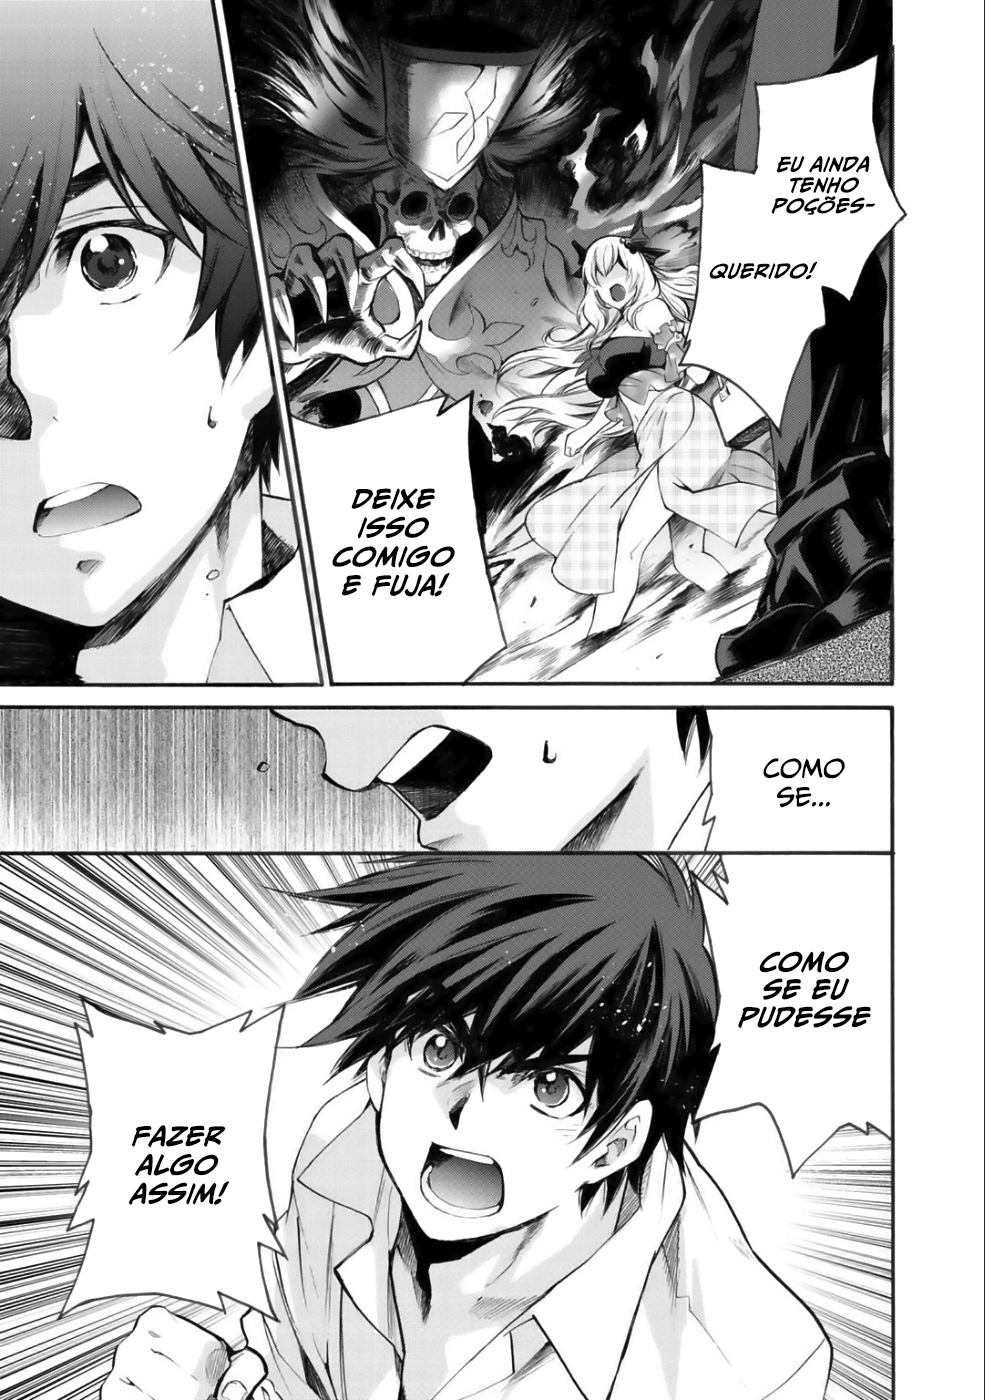 EU AINDA
TENHO
POÇÕES-
QUERIDO!
DEIXE
ISSO
COMIGO
E FUJA!
COMO
SE...
COMO
SE EU
PUDESSE
FAZER
ALGO
ASSIM!